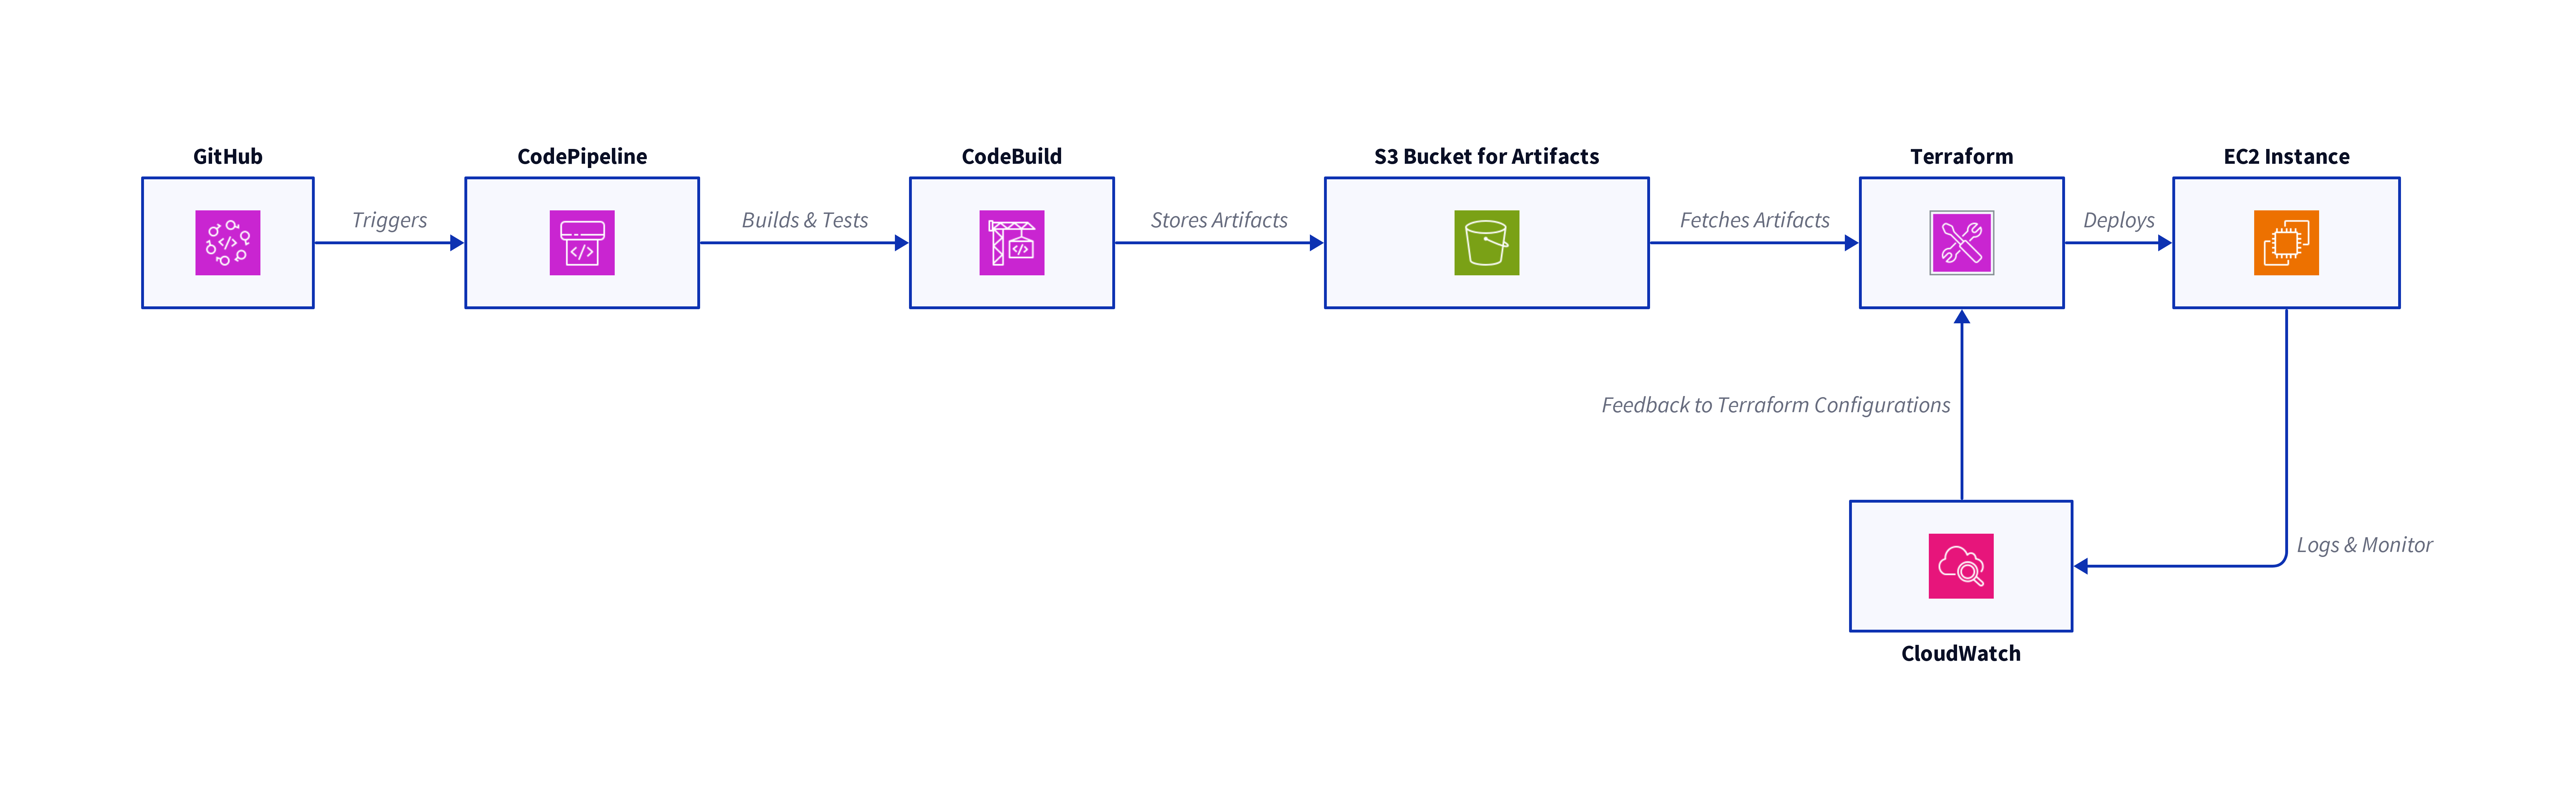 GitHub
CodePipeline
CodeBuild
S3 Bucket for Artifacts
Terraform
EC2 Instance
Triggers
Builds & Tests
Stores Artifacts
Fetches Artifacts
Deploys
Feedback to Terraform Configurations
Logs & Monitor
CloudWatch